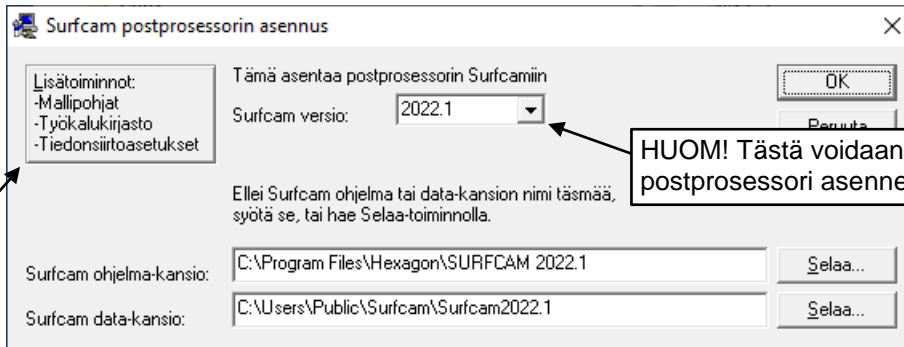 Surfcam postprosessorin asennus
Lisätoiminnot:
-Mallipohjat
-Työkalukirjasto
-Tiedonsiirtoasetukset
Tämä asentaa postprosessorin Surfcamiin
Surfcam versio:
2022.1
OK
Peruuta
HUOM! Tästä voidaan
postprosessori asenne
Ellei Surfcam ohjelma tai data-kansion nimi täsmää,
syötä se, tai hae Selaa-toiminnolla.
Surfcam ohjelma-kansio:
C:\Program Files\Hexagon\SURFCAM 2022.1
Selaa...
Surfcam data-kansio:
C:\Users\Public\Surfcam\Surfcam2022.1
Selaa...